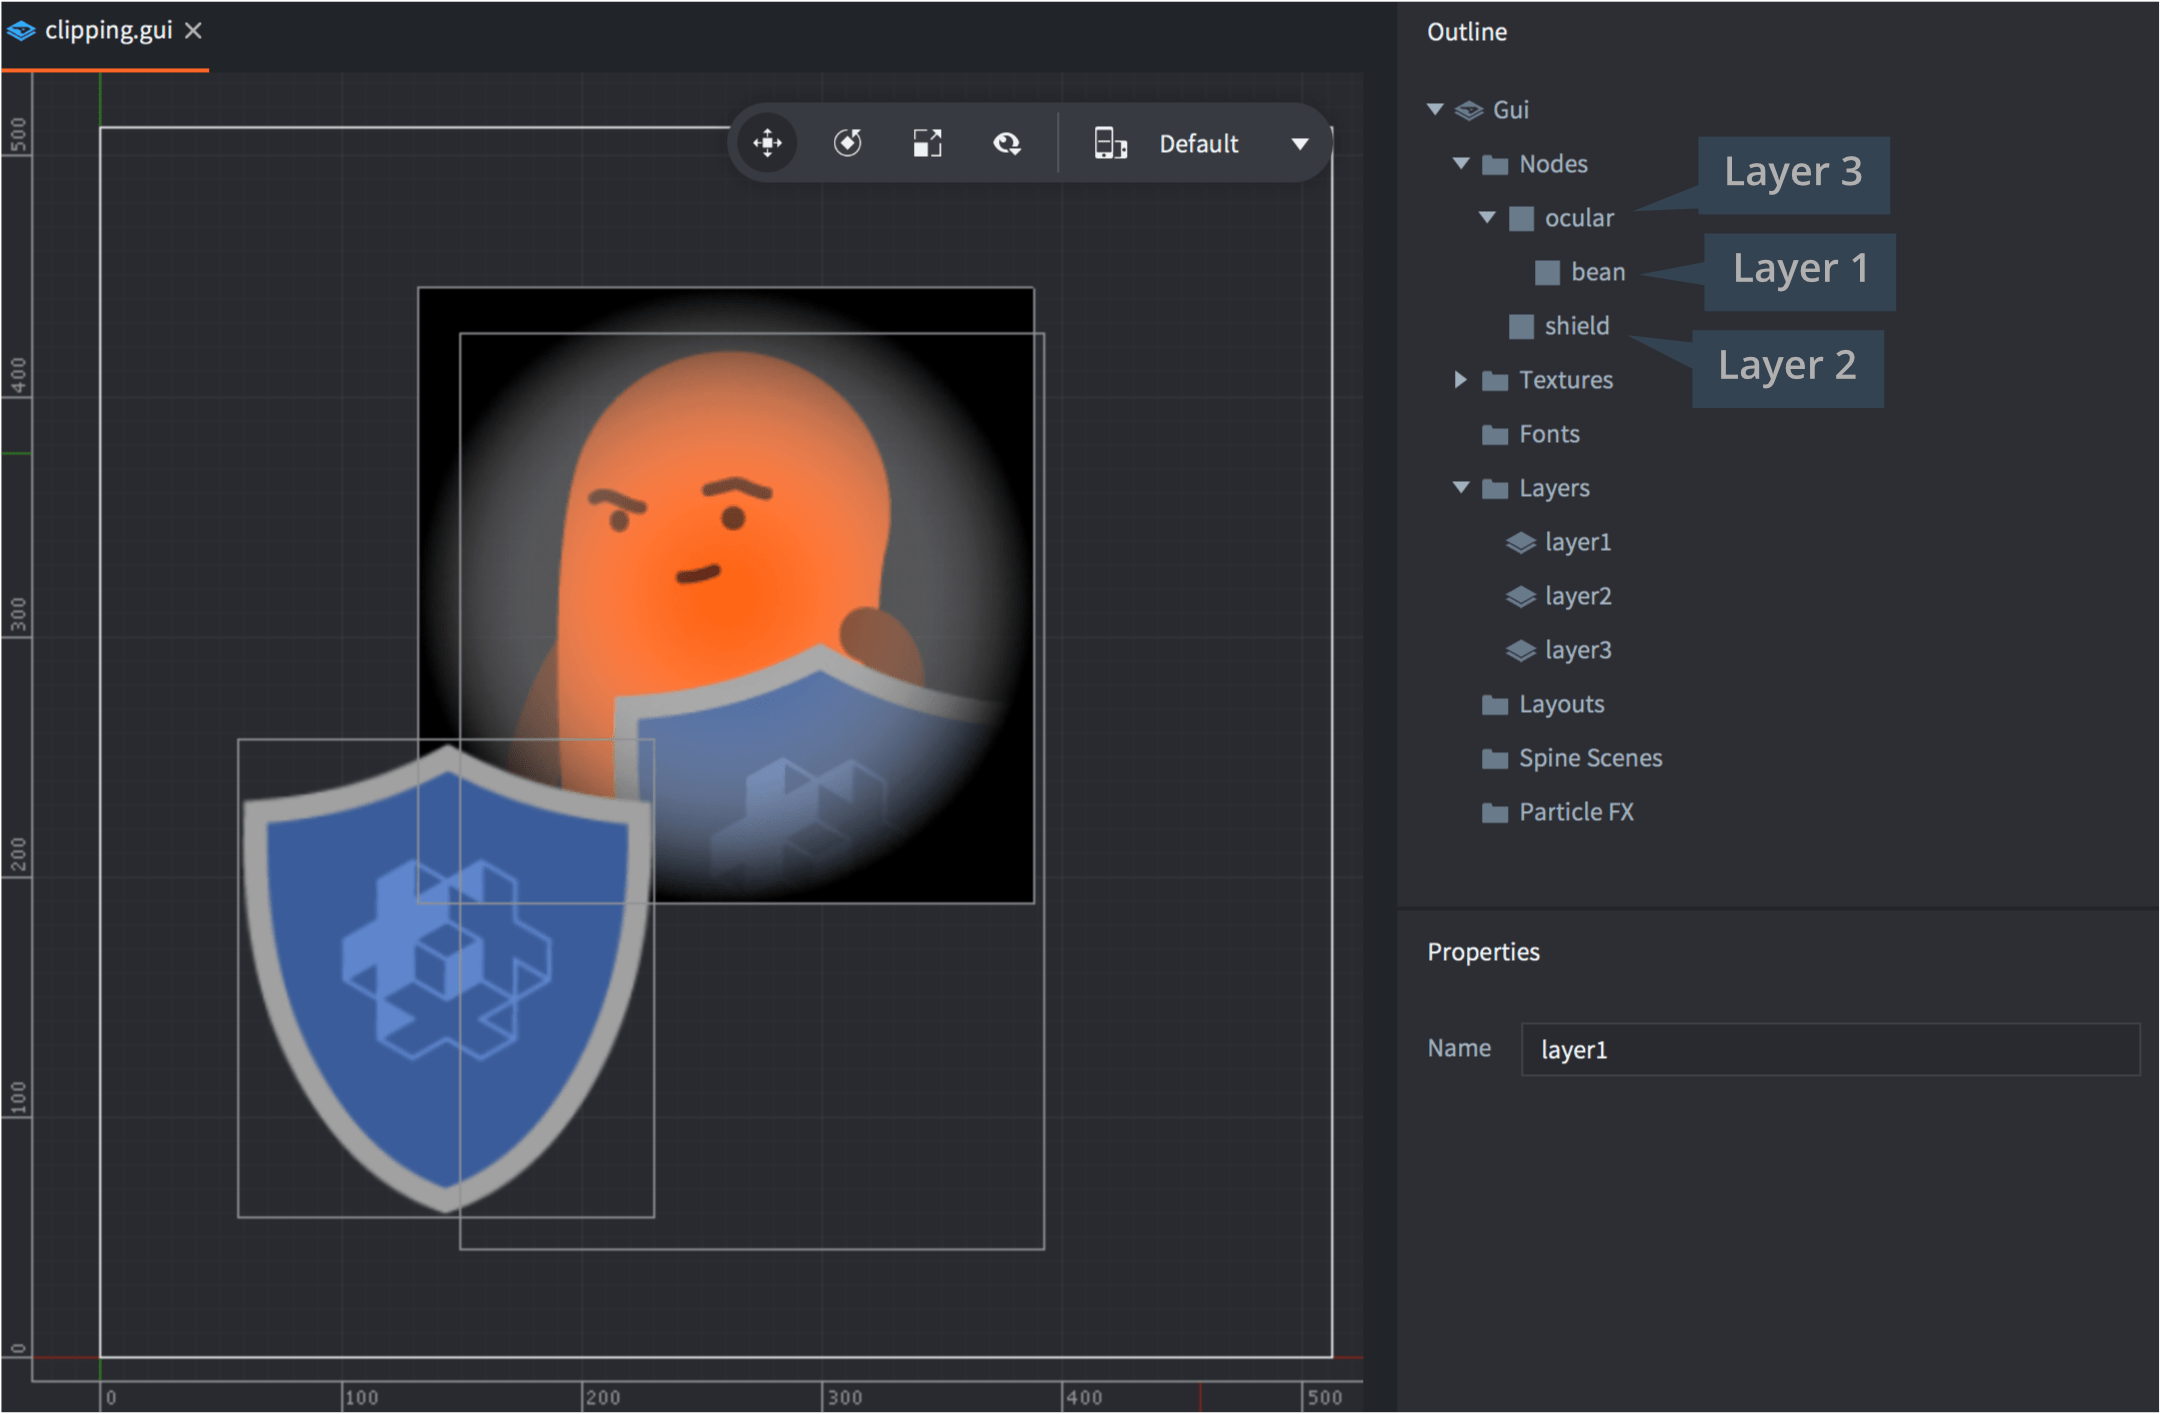 clipping.gui
Default
500
400
300
200
100
0
0
100
200
300
400
500
Outline
Gui
Nodes
Layer 3
ocular
bean
Layer 1
shield
Layer 2
Textures
Fonts
Layers
layer1
layer2
layer3
Layouts
Spine Scenes
Particle FX
Properties
Name
layer1